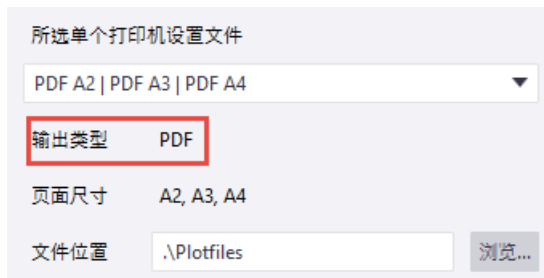 所选单个打印机设置文件
PDF A2 | PDF A3 | PDF A4
输出类型 PDF
页面尺寸 A2, A3, A4
文件位置 .\Plotfiles 浏览...